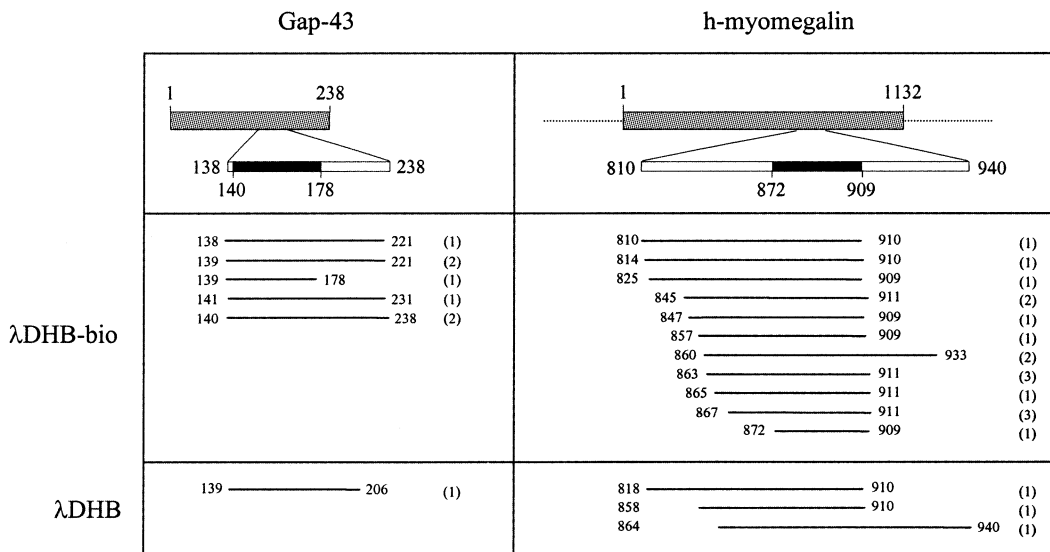 Gap-43 h-myomegalin
1 238 1 1132
138 238 810 940
140 178 872 909
λDHB-bio
138 221 (1)
139 221 (2)
139 178 (1)
141 231 (1)
140 238 (2)
810 910 (1)
814 910 (1)
825 909 (1)
845 911 (2)
847 909 (1)
857 909 (1)
860 933 (2)
863 911 (3)
865 911 (1)
867 911 (3)
872 909 (1)
λDHB
139 206 (1)
818 910 (1)
858 910 (1)
864 940 (1)